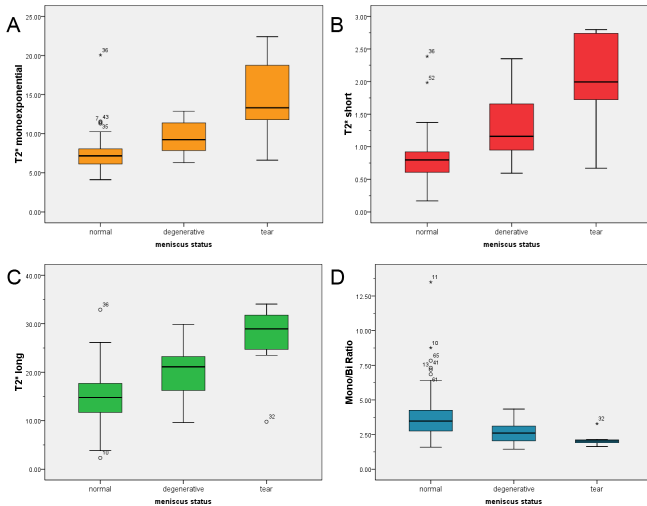 A
25.00
20.00
15.00
10.00
5.00
0.00
T2* monoexponential
36
7 43
35
normal
degenerative
tear
meniscus status
B
3.00
2.50
2.00
1.50
1.00
0.50
0.00
T2* short
36
52
normal
degenerative
tear
meniscus status
C
40.00
30.00
20.00
10.00
0.00
T2* long
36
10
32
normal
degenerative
tear
meniscus status
D
12.50
10.00
7.50
5.00
2.50
0.00
Mono/Bi Ratio
11
10
65
13 41
61
32
normal
degenerative
tear
meniscus status